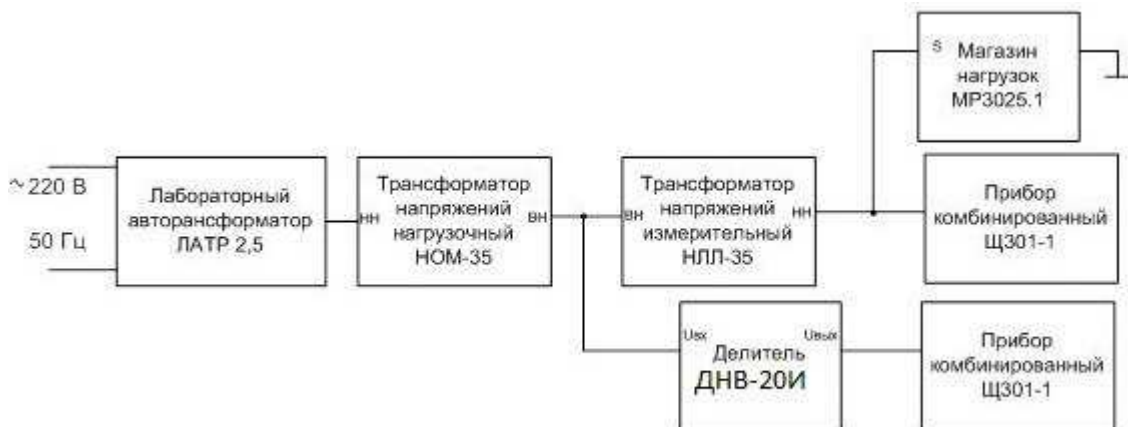 ~220 В
50 Гц
Лабораторный
авторансформатор
ЛАТР 2,5
нн
Трансформатор
напряжений
нагрузочный
НОМ-35
вн
вн
Трансформатор
напряжения
измерительный
НЛЛ-35
нн
S
Магазин
нагрузок
МР3025.1
Прибор
комбинированный
Щ301-1
Uвх
Uвых
Делитель
ДНВ-20И
Прибор
комбинированный
Щ301-1